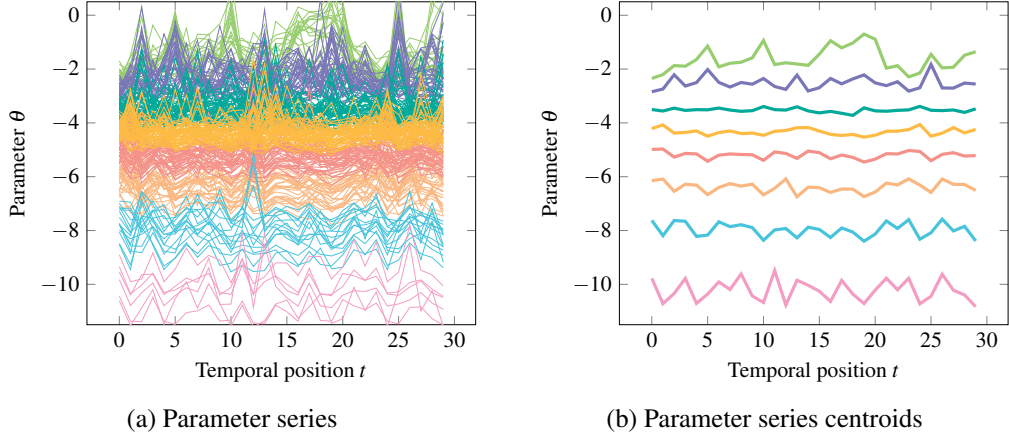 0
−2
−4
−6
−8
−10
Parameter θ
0 5 10 15 20 25 30
Temporal position t
(a) Parameter series
0
−2
−4
−6
−8
−10
Parameter θ
0 5 10 15 20 25 30
Temporal position t
(b) Parameter series centroids